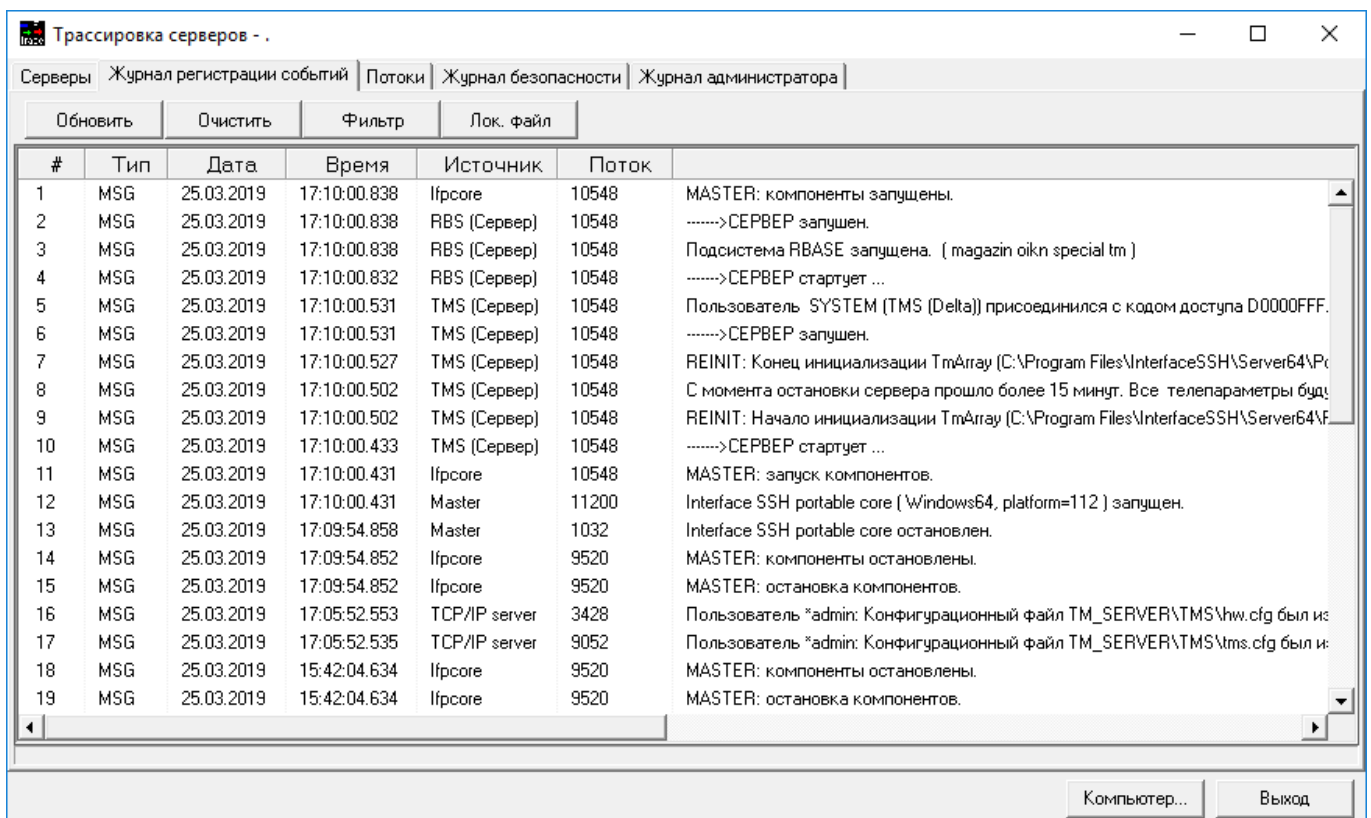 Трассировка серверов - .
Серверы Журнал регистрации событий Потоки Журнал безопасности Журнал администратора
Обновить Очистить Фильтр Лок. файл
# Тип Дата Время Источник Поток
1 MSG 25.03.2019 17:10:00.838 Ifpcore 10548 MASTER: компоненты запущены.
2 MSG 25.03.2019 17:10:00.838 RBS (Сервер) 10548 ------->СЕРВЕР запушен.
3 MSG 25.03.2019 17:10:00.838 RBS (Сервер) 10548 Подсистема RBASE запущена. ( magazin oikn special tm )
4 MSG 25.03.2019 17:10:00.832 RBS (Сервер) 10548 ------->СЕРВЕР стартует ...
5 MSG 25.03.2019 17:10:00.531 TMS (Сервер) 10548 Пользователь SYSTEM (TMS (Delta)) присоединился с кодом доступа D0000FFF.
6 MSG 25.03.2019 17:10:00.531 TMS (Сервер) 10548 ------->СЕРВЕР запушен.
7 MSG 25.03.2019 17:10:00.527 TMS (Сервер) 10548 REINIT: Конец инициализации TmArray (C:\Program Files\InterfaceSSH\Server64\Po
8 MSG 25.03.2019 17:10:00.502 TMS (Сервер) 10548 С момента остановки сервера прошло более 15 минут. Все телепараметры буду
9 MSG 25.03.2019 17:10:00.502 TMS (Сервер) 10548 REINIT: Начало инициализации TmArray (C:\Program Files\InterfaceSSH\Server64\F
10 MSG 25.03.2019 17:10:00.433 TMS (Сервер) 10548 ------->СЕРВЕР стартует ...
11 MSG 25.03.2019 17:10:00.431 Ifpcore 10548 MASTER: запуск компонентов.
12 MSG 25.03.2019 17:10:00.431 Master 11200 Interface SSH portable core ( Windows64, platform=112 ) запущен.
13 MSG 25.03.2019 17:09:54.858 Master 1032 Interface SSH portable core остановлен.
14 MSG 25.03.2019 17:09:54.852 Ifpcore 9520 MASTER: компоненты остановлены.
15 MSG 25.03.2019 17:09:54.852 Ifpcore 9520 MASTER: остановка компонентов.
16 MSG 25.03.2019 17:05:52.553 TCP/IP server 3428 Пользователь *admin: Конфигурационный файл TM_SERVER\TMS\hw.cfg был из
17 MSG 25.03.2019 17:05:52.535 TCP/IP server 9052 Пользователь *admin: Конфигурационный файл TM_SERVER\TMS\tms.cfg был из
18 MSG 25.03.2019 15:42:04.634 Ifpcore 9520 MASTER: компоненты остановлены.
19 MSG 25.03.2019 15:42:04.634 Ifpcore 9520 MASTER: остановка компонентов.
Компьютер... Выход